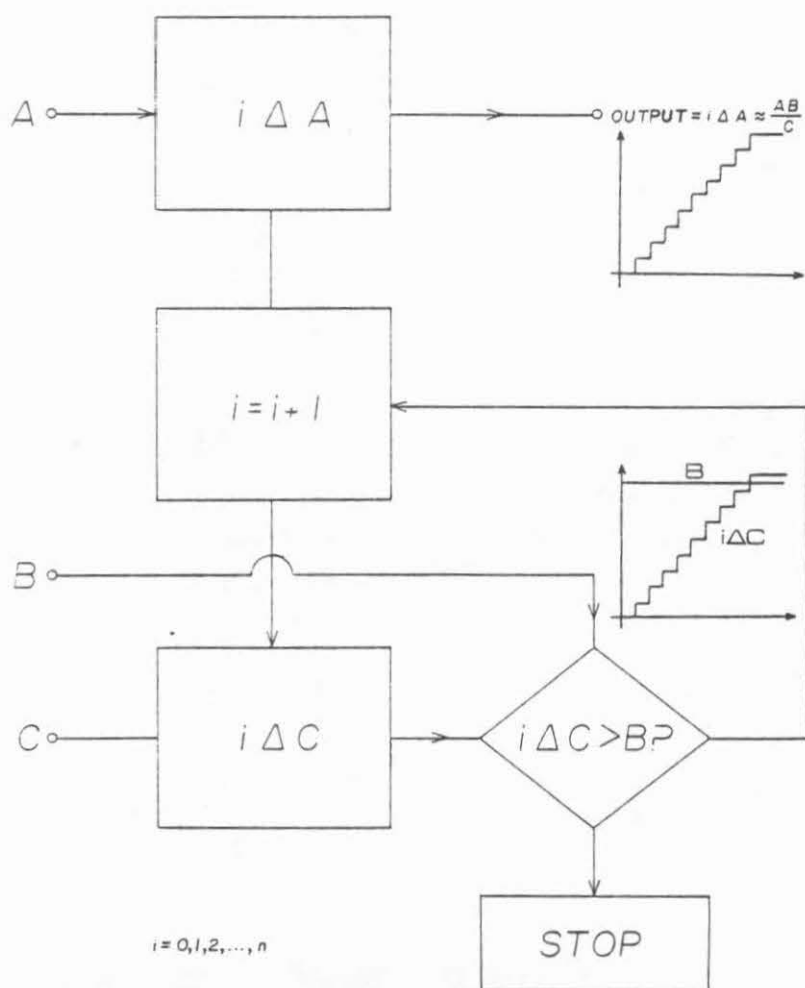 A
i Δ A
OUTPUT = i Δ A ≈ AB/C
i = i + 1
B
i ΔC
B
C
i Δ C
i Δ C > B?
STOP
i = 0,1,2,...,n